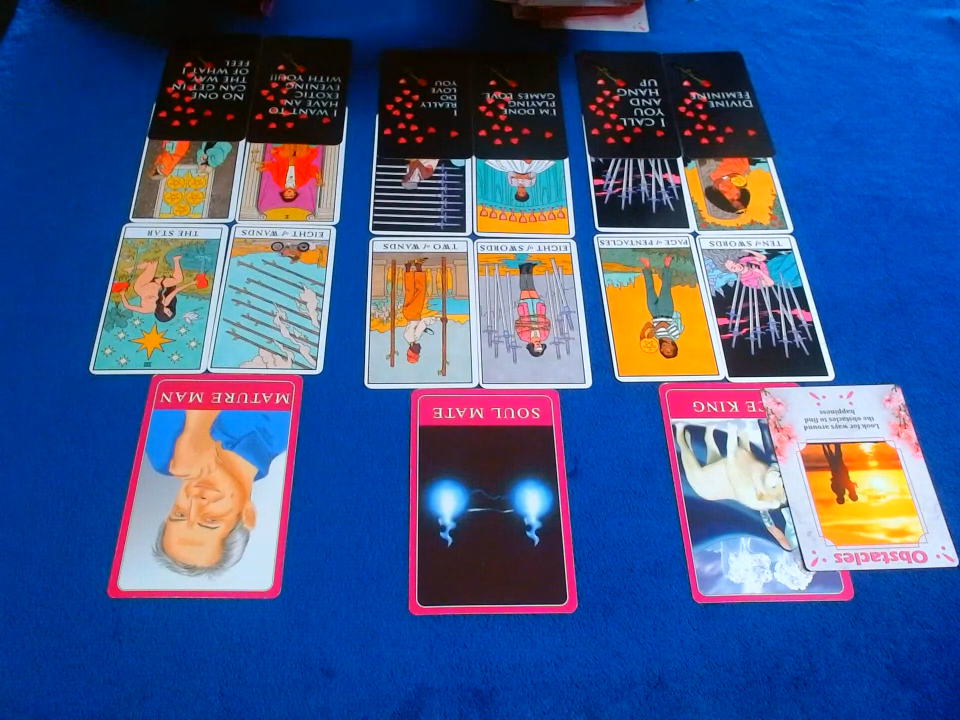 NO ONE
CAN GET IN
THE WAY
OF WHAT I
FEEL
I WANT TO
HAVE AN
EXOTIC
EVENING
WITH YOU!!!
I
REALLY
DO
LOVE
YOU
I'M DONE
PLAYING
GAMES LOVE
I CALL
YOU
AND
HANG
UP
DIVINE
FEMININE
THE STAR
EIGHT of WANDS
TWO of WANDS
EIGHT of SWORDS
PAGE of PENTACLES
TEN of SWORDS
MATURE MAN
SOUL MATE
CE KING
Obstacles
Look for ways around
the obstacles to find
happiness